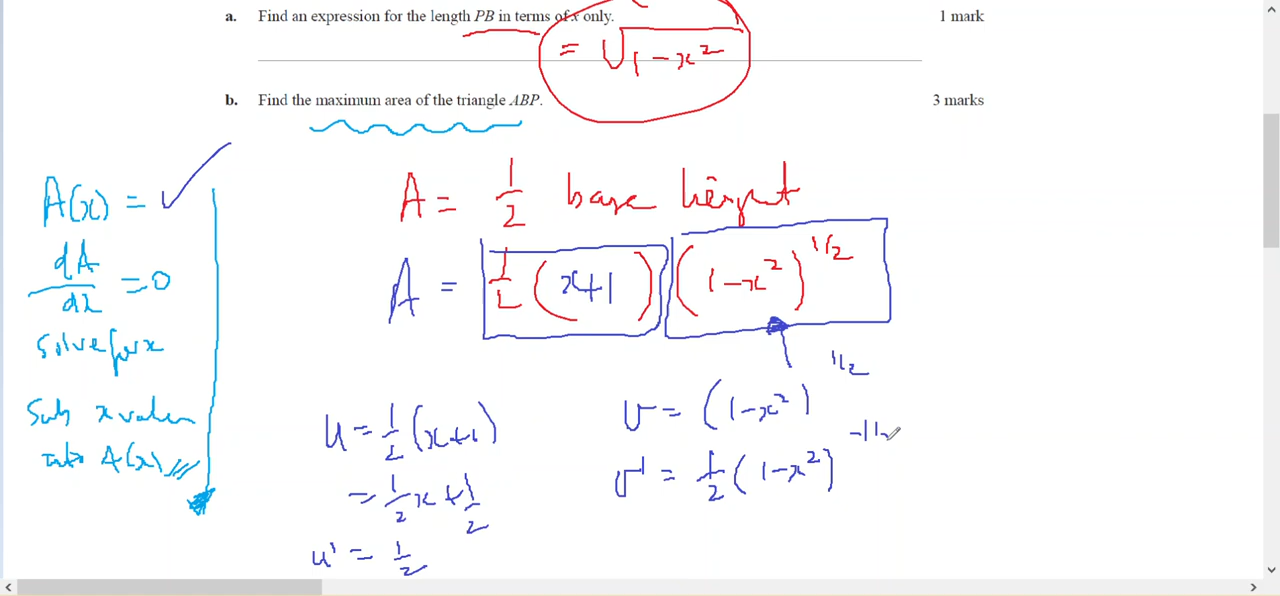 a. Find an expression for the length PB in terms of x only. 1 mark
= √1-x²
b. Find the maximum area of the triangle ABP. 3 marks
A(x) =
dA/dx = 0
Solve for x
Sub x value
into A(x)
A = 1/2 base height
A = 1/2 (x+1) (1-x²)^1/2
u = 1/2 (x+1)
= 1/2 x + 1/2
u' = 1/2
v = (1-x²)^1/2
v' = 1/2 (1-x²)^-1/2